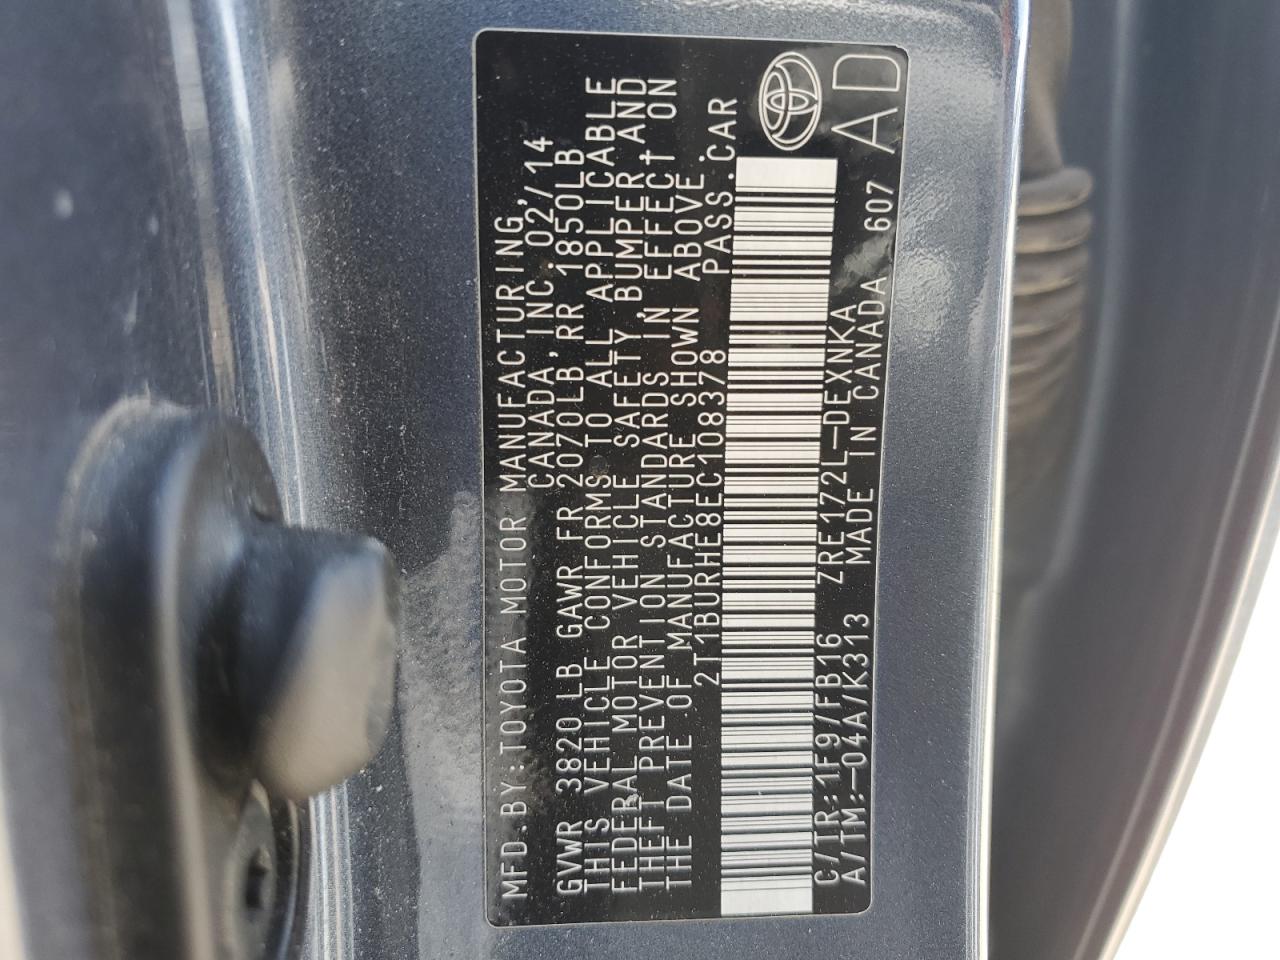 MFD.BY:TOYOTA MOTOR MANUFACTURING,
CANADA,INC.02/14
GVWR 3820LB GAWR FR 2070LB,RR 1850LB
THIS VEHICLE CONFORMS TO ALL APPLICABLE
FEDERAL MOTOR VEHICLE SAFETY,BUMPER,AND
THEFT PREVENTION STANDARDS IN EFFECT ON
THE DATE OF MANUFACTURE SHOWN ABOVE.
2T1BURHE8EC108378 PASS.CAR
C/TR:1F9/FB16 ZRE172L-DEXNKA
A/TM:-04A/K313 MADE IN CANADA 607
AD